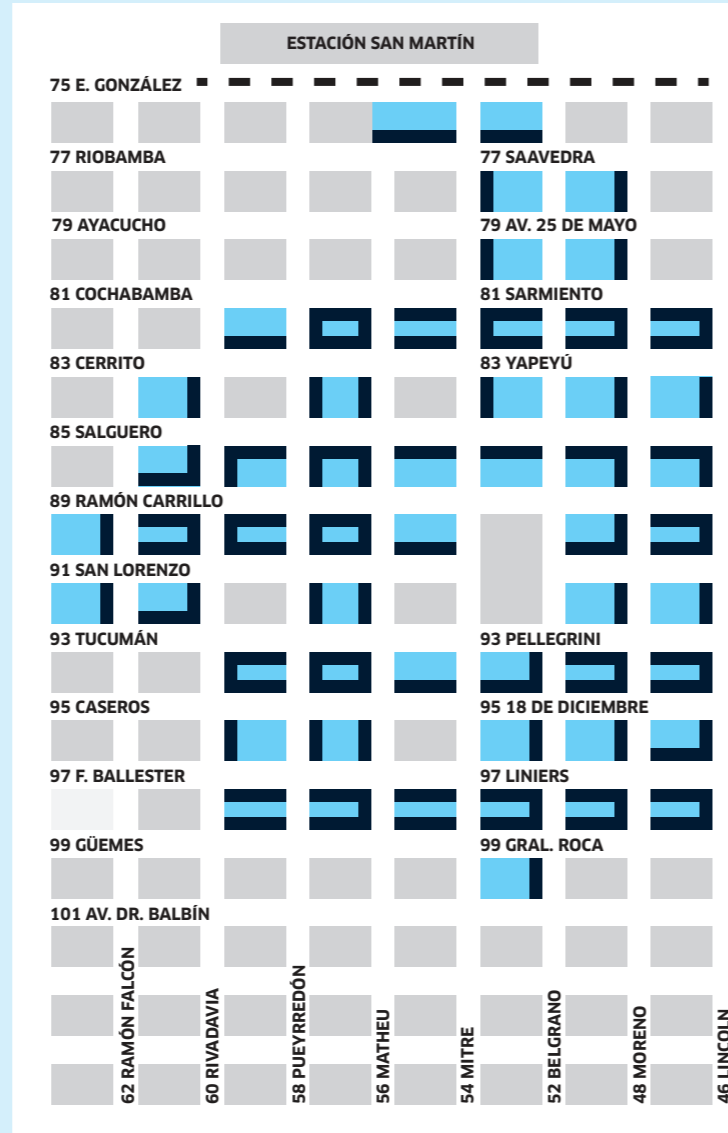 ESTACIÓN SAN MARTÍN
75 E. GONZÁLEZ
77 RIOBAMBA
77 SAAVEDRA
79 AYACUCHO
79 AV. 25 DE MAYO
81 COCHABAMBA
81 SARMIENTO
83 CERRITO
83 YAPEYÚ
85 SALGUERO
89 RAMÓN CARRILLO
91 SAN LORENZO
93 TUCUMÁN
93 PELLEGRINI
95 CASEROS
95 18 DE DICIEMBRE
97 F. BALLESTER
97 LINIERS
99 GÜEMES
99 GRAL. ROCA
101 AV. DR. BALBÍN
62 RAMÓN FALCÓN
60 RIVADAVIA
58 PUEYRREDÓN
56 MATHEU
54 MITRE
52 BELGRANO
48 MORENO
46 LINCOLN